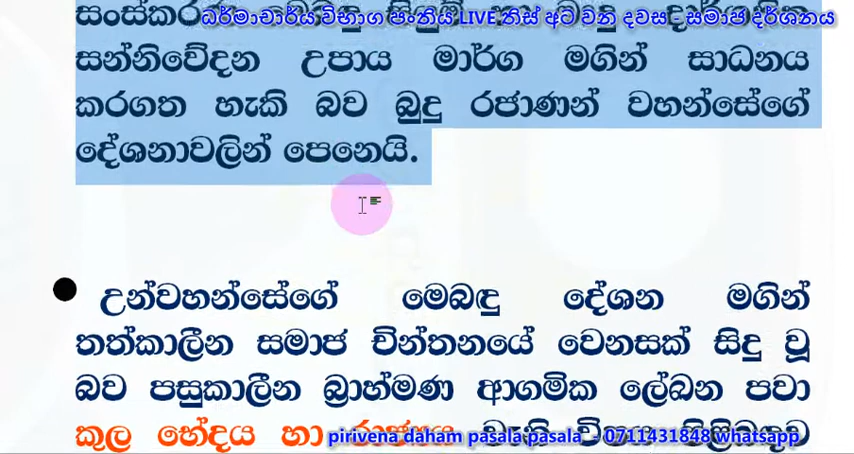 ධර්මාචාර්ය විභාග පංතිය LIVE තිස් අට වන දවස - සමාජ දර්ශනය
සන්නිවේදන උපාය මාර්ග මගින් සාධනය
කරගත හැකි බව බුදු රජාණන් වහන්සේගේ
දේශනාවලින් පෙනෙයි.
● උන්වහන්සේගේ මෙබඳු දේශන මගින්
තත්කාලීන සමාජ චින්තනයේ වෙනසක් සිදු වූ
බව පසුකාලීන බ්‍රාහ්මණ ආගමික ලේඛන පවා
කුල භේදය හා
pirivena daham pasala pasala - 0711431848 whatsapp